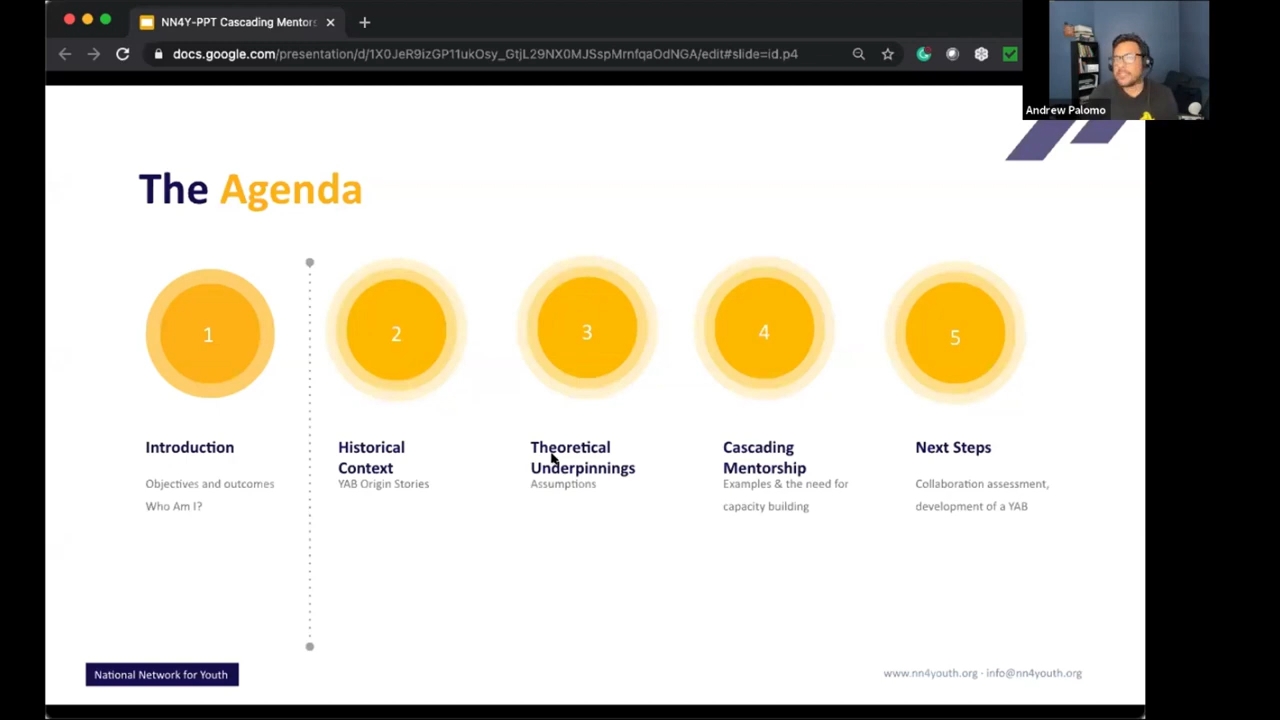 NN4Y-PPT Cascading Mentors
docs.google.com/presentation/d/1X0JeR9izGP11ukOsy_GtjL29NX0MJSspMrnfqaOdNGA/edit#slide=id.p4
Andrew Palomo
The Agenda
1
2
3
4
5
Introduction
Objectives and outcomes
Who Am I?
Historical
Context
YAB Origin Stories
Theoretical
Underpinnings
Assumptions
Cascading
Mentorship
Examples & the need for
capacity building
Next Steps
Collaboration assessment,
development of a YAB
National Network for Youth
www.nn4youth.org · info@nn4youth.org